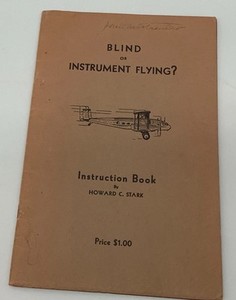 BLIND
OR
INSTRUMENT FLYING?
Instruction Book
By
HOWARD C. STARK
Price $1.00